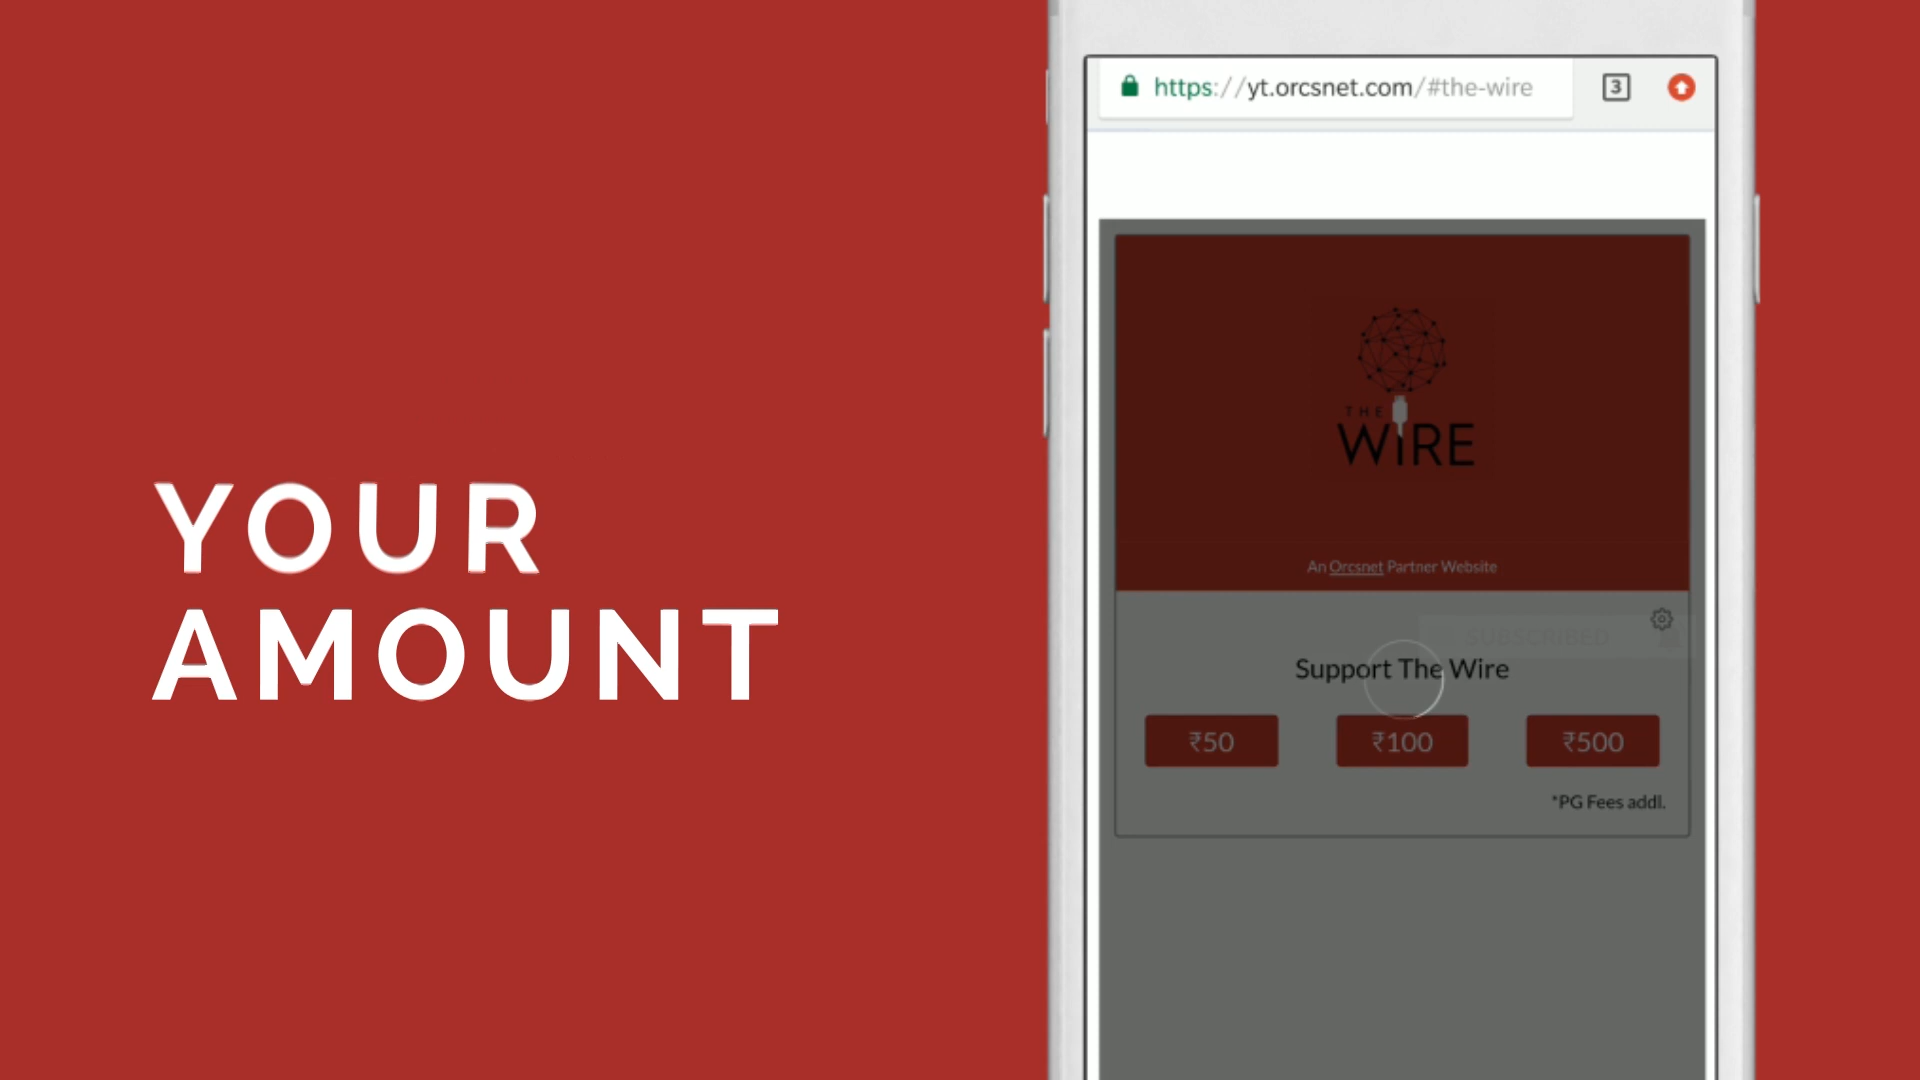 YOUR
AMOUNT
https://yt.orcsnet.com/#the-wire
3
THE
WIRE
An Orcsnet Partner Website
SUBSCRIBED
Support The Wire
₹50
₹100
₹500
*PG Fees addl.